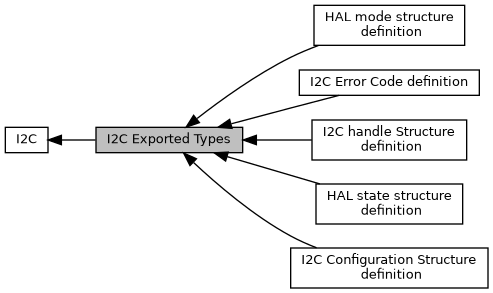 HAL mode structure
definition
I2C Error Code definition
I2C
I2C Exported Types
I2C handle Structure
definition
HAL state structure
definition
I2C Configuration Structure
definition